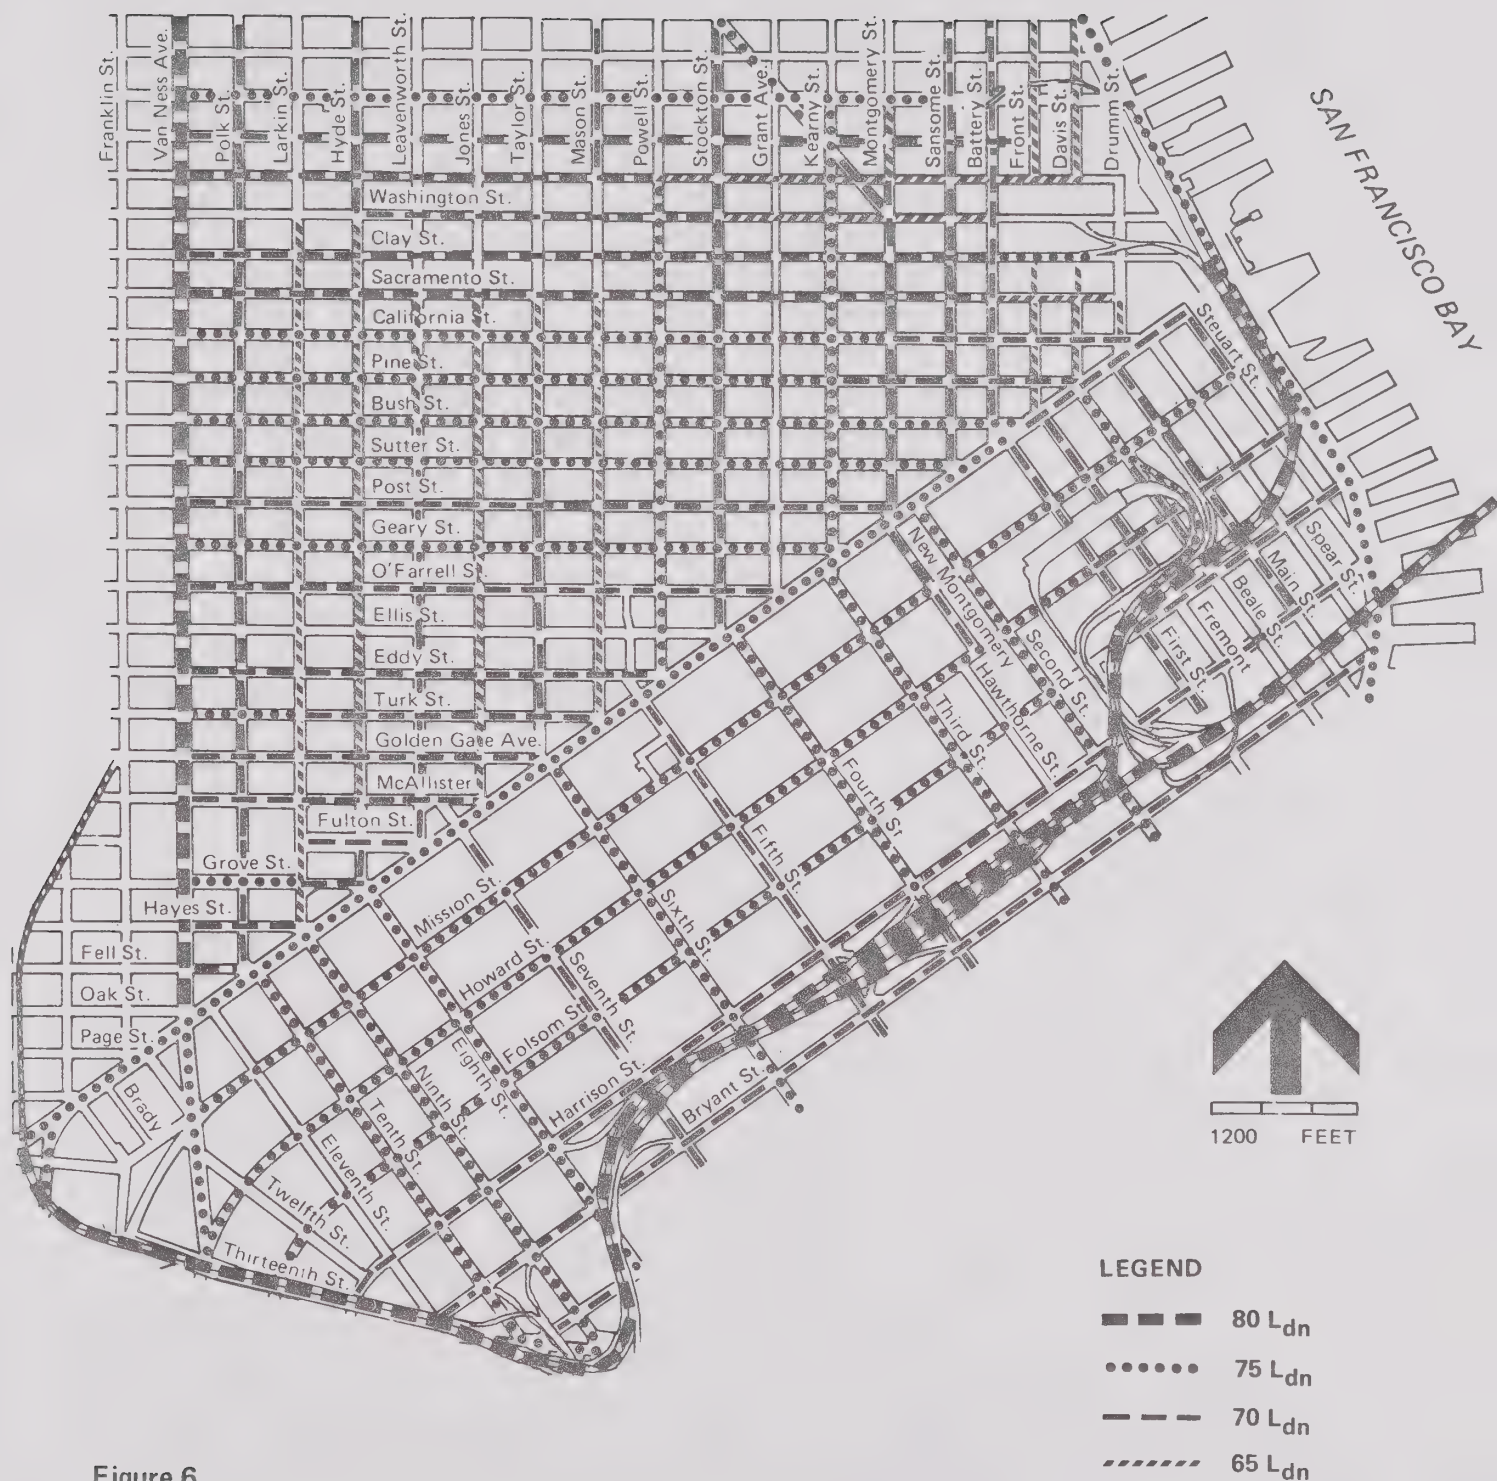 Franklin St.
Van Ness Ave.
Polk St.
Larkin St.
Hyde St.
Leavenworth St.
Jones St.
Taylor St.
Mason St.
Powell St.
Stockton St.
Grant Ave.
Kearny St.
Montgomery St.
Sansome St.
Battery St.
Front St.
Davis St.
Drumm St.
SAN FRANCISCO BAY
Washington St.
Clay St.
Sacramento St.
California St.
Pine St.
Bush St.
Sutter St.
Post St.
Geary St.
O'Farrell St
Ellis St.
Eddy St.
Turk St.
Golden Gate Ave.
McAllister
Fulton St.
Grove St.
Hayes St.
Fell St.
Oak St.
Page St.
Brady
Steuart St.
Spear St.
Main St.
Beale St.
Fremont
First St.
Second St.
New Montgomery
Hawthorne St.
Third St.
Fourth St
Fifth St.
Sixth St.
Seventh St.
Eighth St.
Ninth St.
Tenth St.
Eleventh St.
Twelfth St.
Thirteenth St.
Mission St.
Howard St.
Folsom St.
Harrison St.
Bryant St.
1200 FEET
LEGEND
80 Ldn
75 Ldn
70 Ldn
65 Ldn
Figure 6